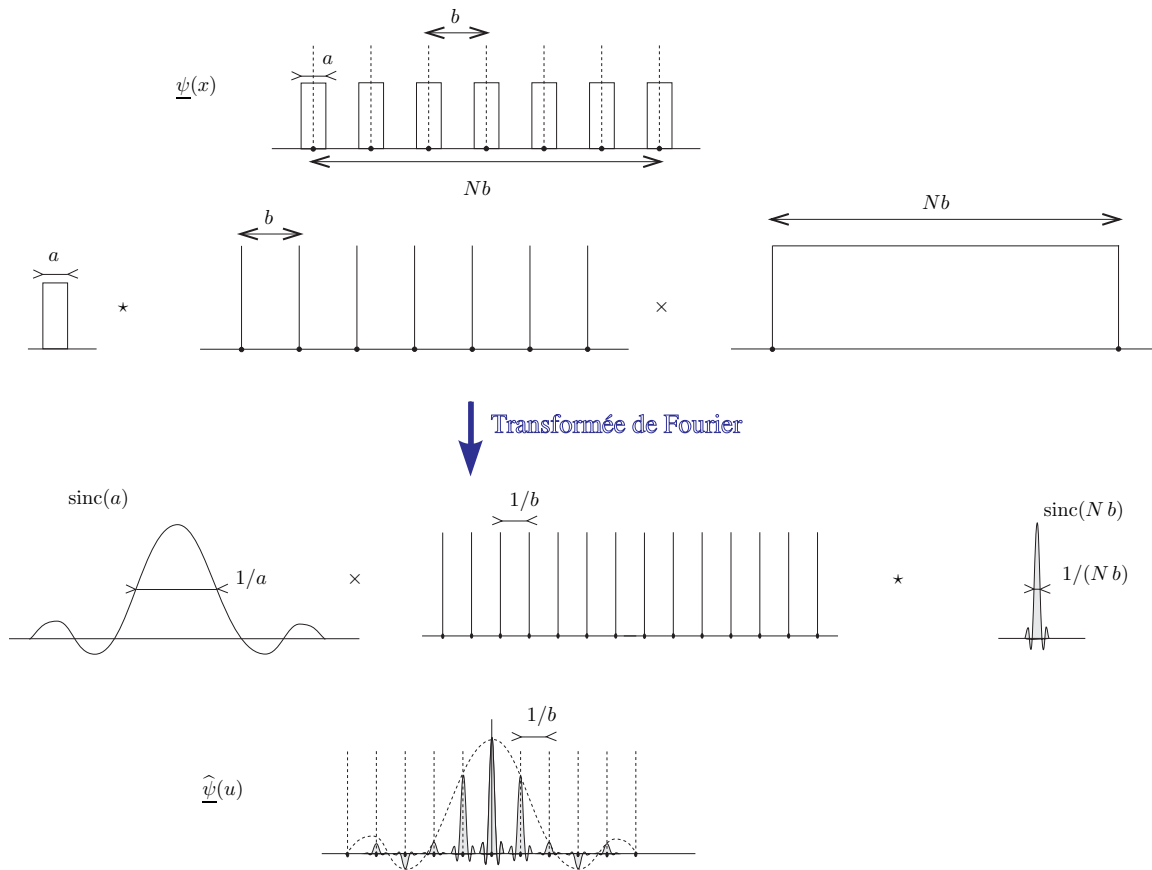 b
a
ψ(x)
Nb
b
Nb
a
⋆
×
Transformée de Fourier
sinc(a)
1/b
sinc(N b)
1/a
×
⋆
1/(N b)
1/b
ψ̂(u)